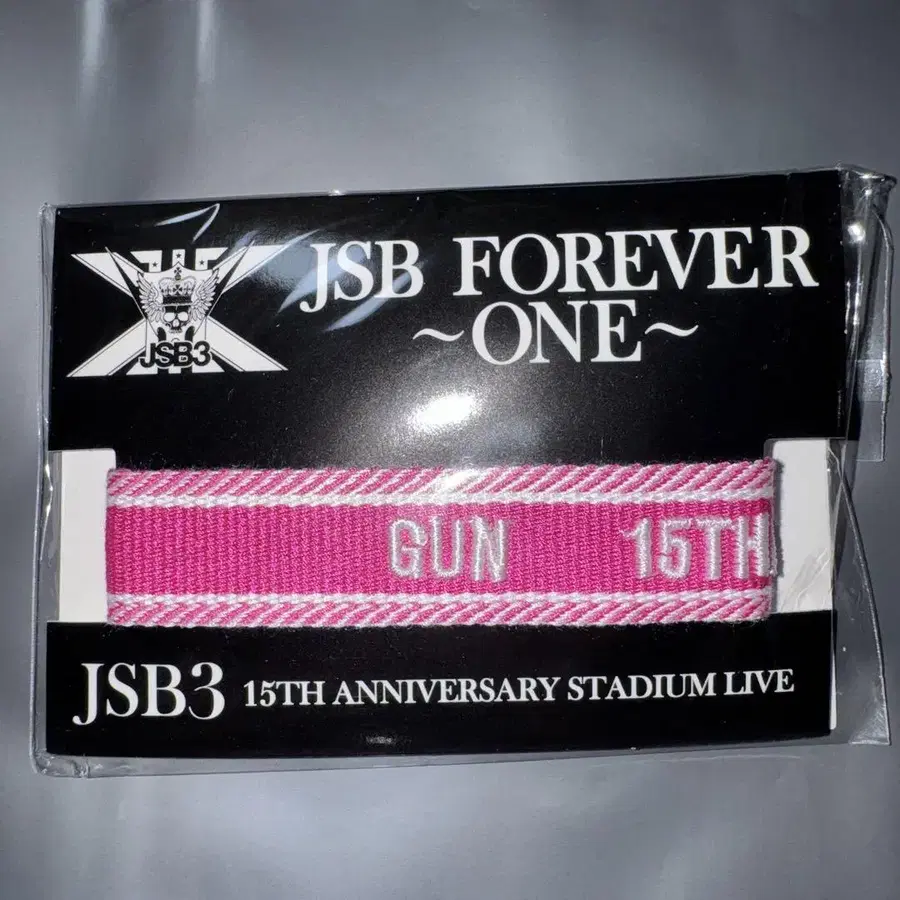 JSB3
JSB FOREVER
~ONE~
GUN 15TH
JSB3 15TH ANNIVERSARY STADIUM LIVE